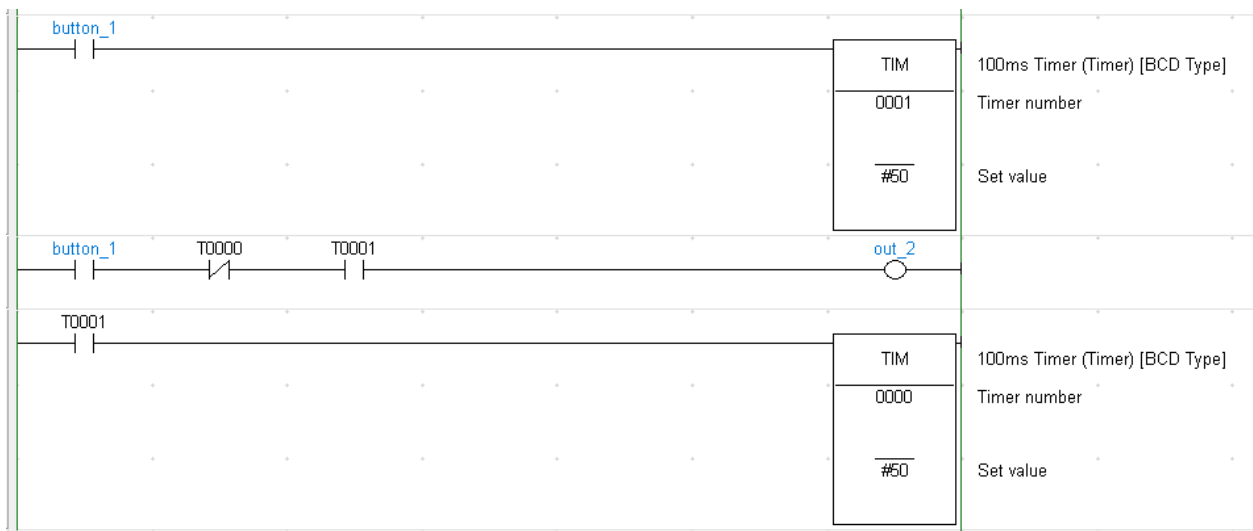 button_1
TIM
100ms Timer (Timer) [BCD Type]
0001
Timer number
#50
Set value
button_1
T0000
T0001
out_2
T0001
TIM
100ms Timer (Timer) [BCD Type]
0000
Timer number
#50
Set value